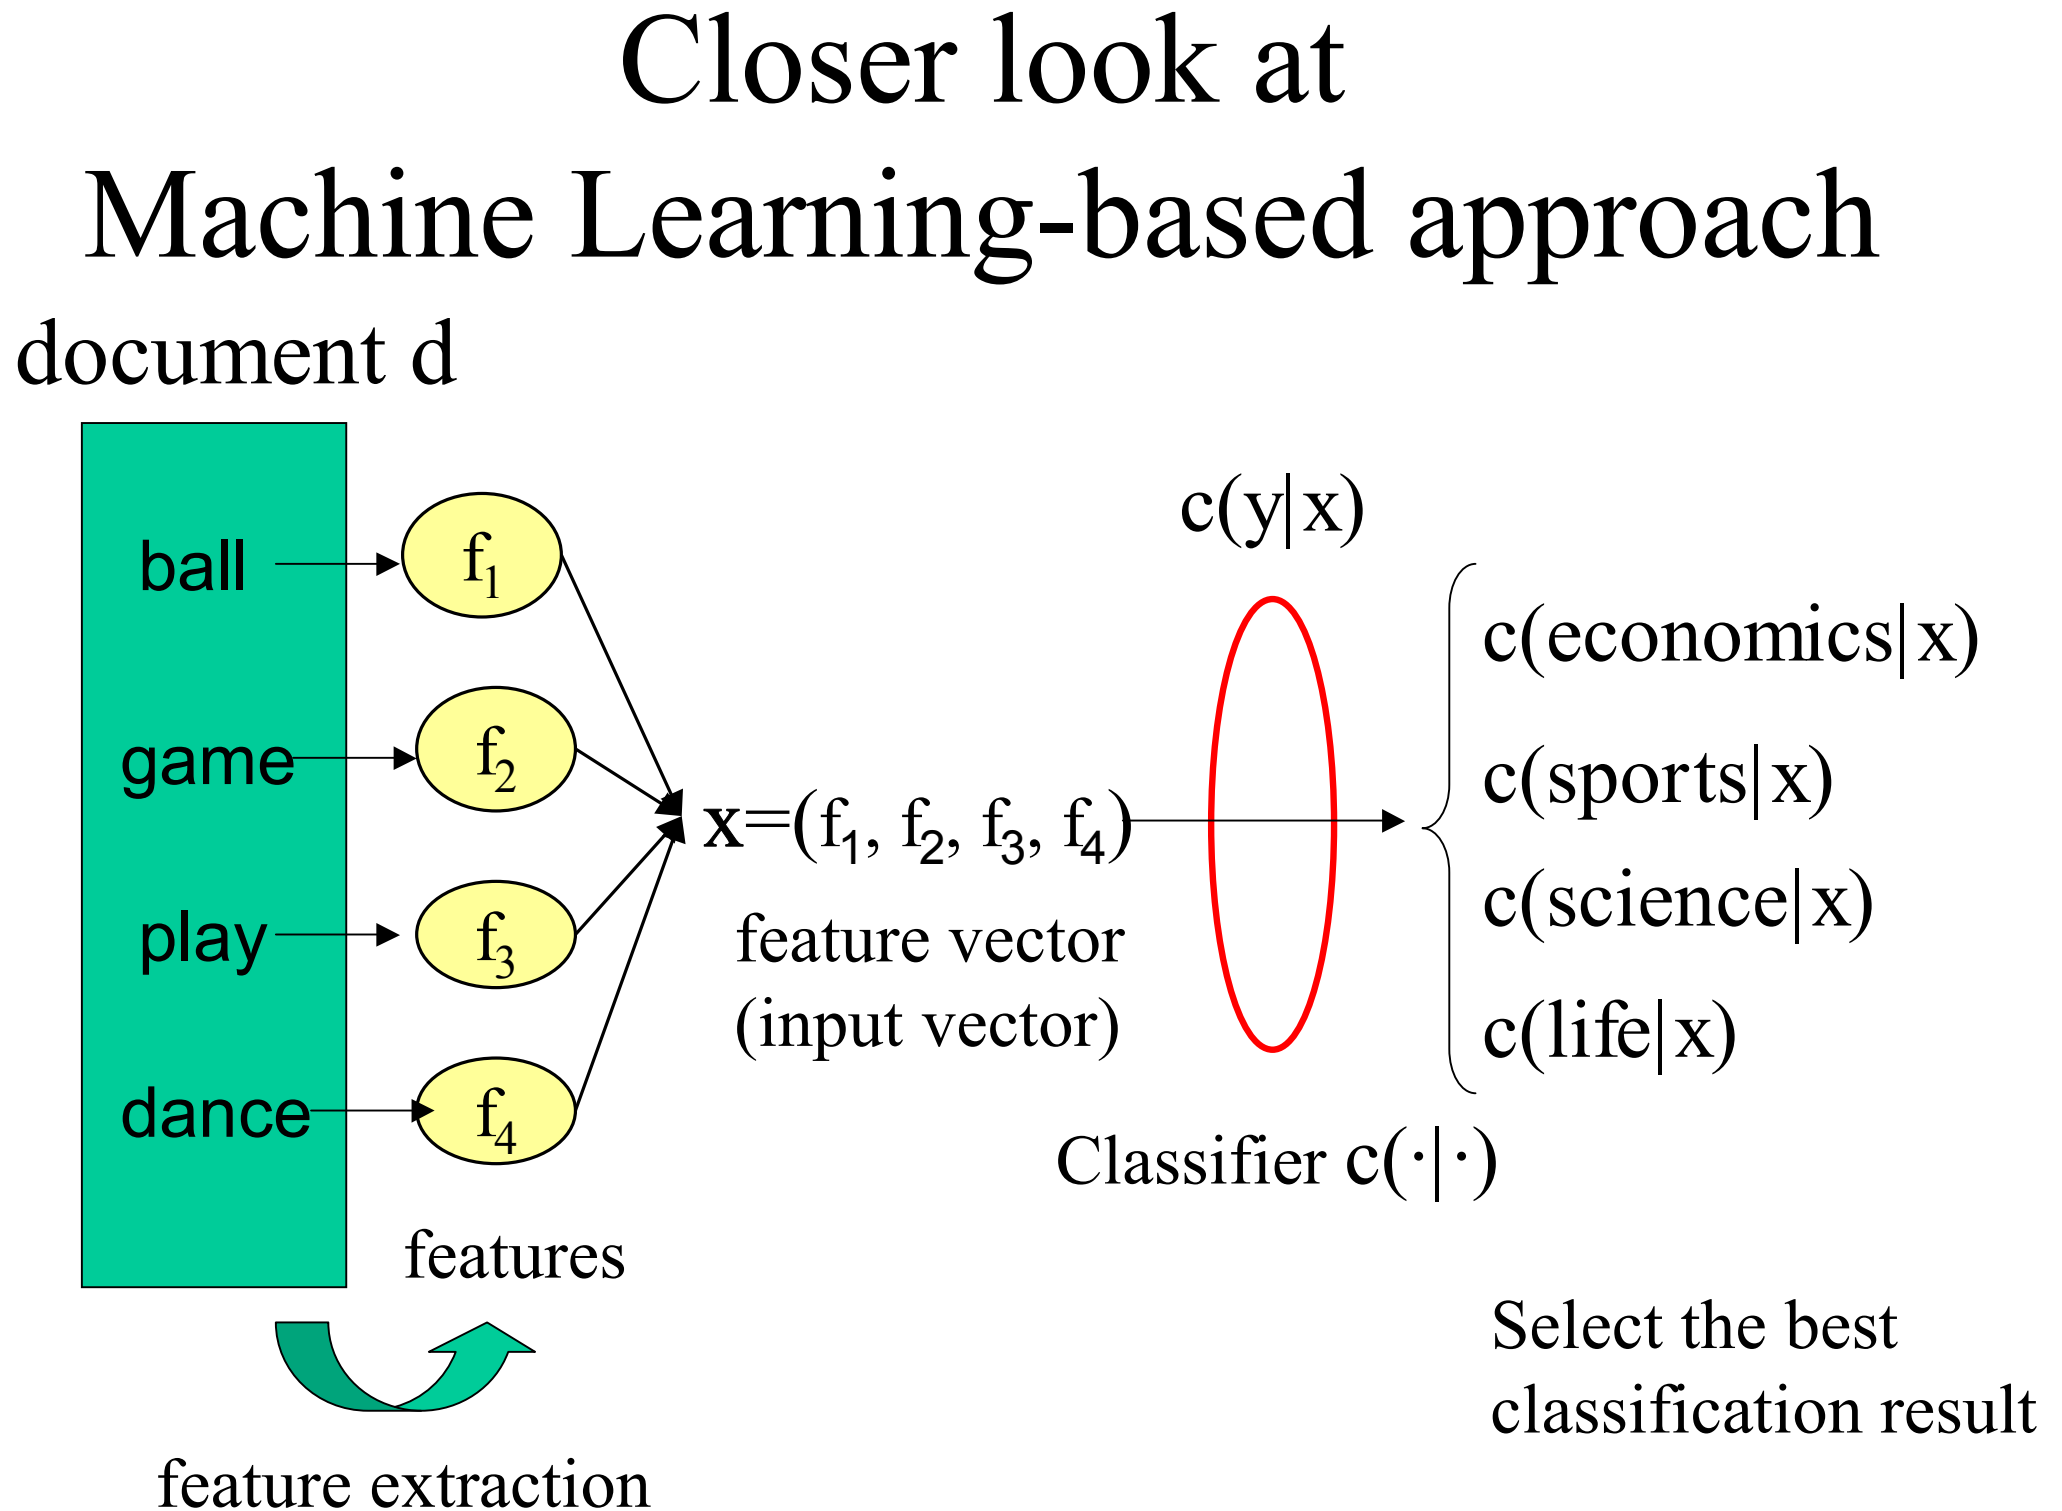 Closer look at
Machine Learning-based approach
document d
ball
game
play
dance
f₁
f₂
f₃
f₄
features
feature extraction
x=(f₁, f₂, f₃, f₄)
feature vector
(input vector)
c(y|x)
Classifier c(·|·)
c(economics|x)
c(sports|x)
c(science|x)
c(life|x)
Select the best
classification result